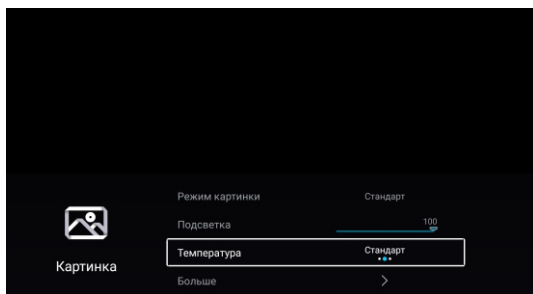 Режим картинки Стандарт
Подсветка 100
Температура Стандарт
Картинка
Больше